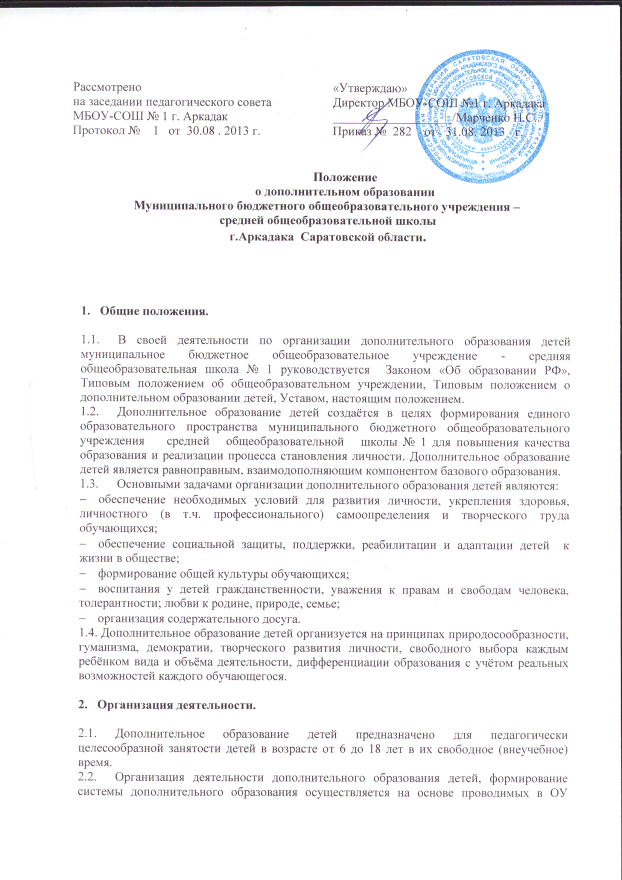 Рассмотрено
на заседании педагогического совета
МБОУ-СОШ № 1 г. Аркадак
Протокол № 1 от 30.08 . 2013 г.
«Утверждаю»
Директор МБОУ-СОШ №1 г. Аркадака
Марченко Н.С./
Приказ № 282 от 31.08 2013 г.
Положение
о дополнительном образовании
Муниципального бюджетного общеобразовательного учреждения –
средней общеобразовательной школы
г.Аркадака Саратовской области.
1. Общие положения.
1.1. В своей деятельности по организации дополнительного образования детей
муниципальное бюджетное общеобразовательное учреждение - средняя
общеобразовательная школа № 1 руководствуется Законом «Об образовании РФ»,
Типовым положением об общеобразовательном учреждении, Типовым положением о
дополнительном образовании детей, Уставом, настоящим положением.
1.2. Дополнительное образование детей создаётся в целях формирования единого
образовательного пространства муниципального бюджетного общеобразовательного
учреждения средней общеобразовательной школы № 1 для повышения качества
образования и реализации процесса становления личности. Дополнительное образование
детей является равноправным, взаимодополняющим компонентом базового образования.
1.3. Основными задачами организации дополнительного образования детей являются:
– обеспечение необходимых условий для развития личности, укрепления здоровья,
личностного (в т.ч. профессионального) самоопределения и творческого труда
обучающихся;
– обеспечение социальной защиты, поддержки, реабилитации и адаптации детей к
жизни в обществе;
– формирование общей культуры обучающихся;
– воспитания у детей гражданственности, уважения к правам и свободам человека,
толерантности; любви к родине, природе, семье;
– организация содержательного досуга.
1.4. Дополнительное образование детей организуется на принципах природосообразности,
гуманизма, демократии, творческого развития личности, свободного выбора каждым
ребёнком вида и объёма деятельности, дифференциации образования с учётом реальных
возможностей каждого обучающегося.
2. Организация деятельности.
2.1. Дополнительное образование детей предназначено для педагогически
целесообразной занятости детей в возрасте от 6 до 18 лет в их свободное (внеучебное)
время.
2.2. Организация деятельности дополнительного образования детей, формирование
системы дополнительного образования осуществляется на основе проводимых в ОУ